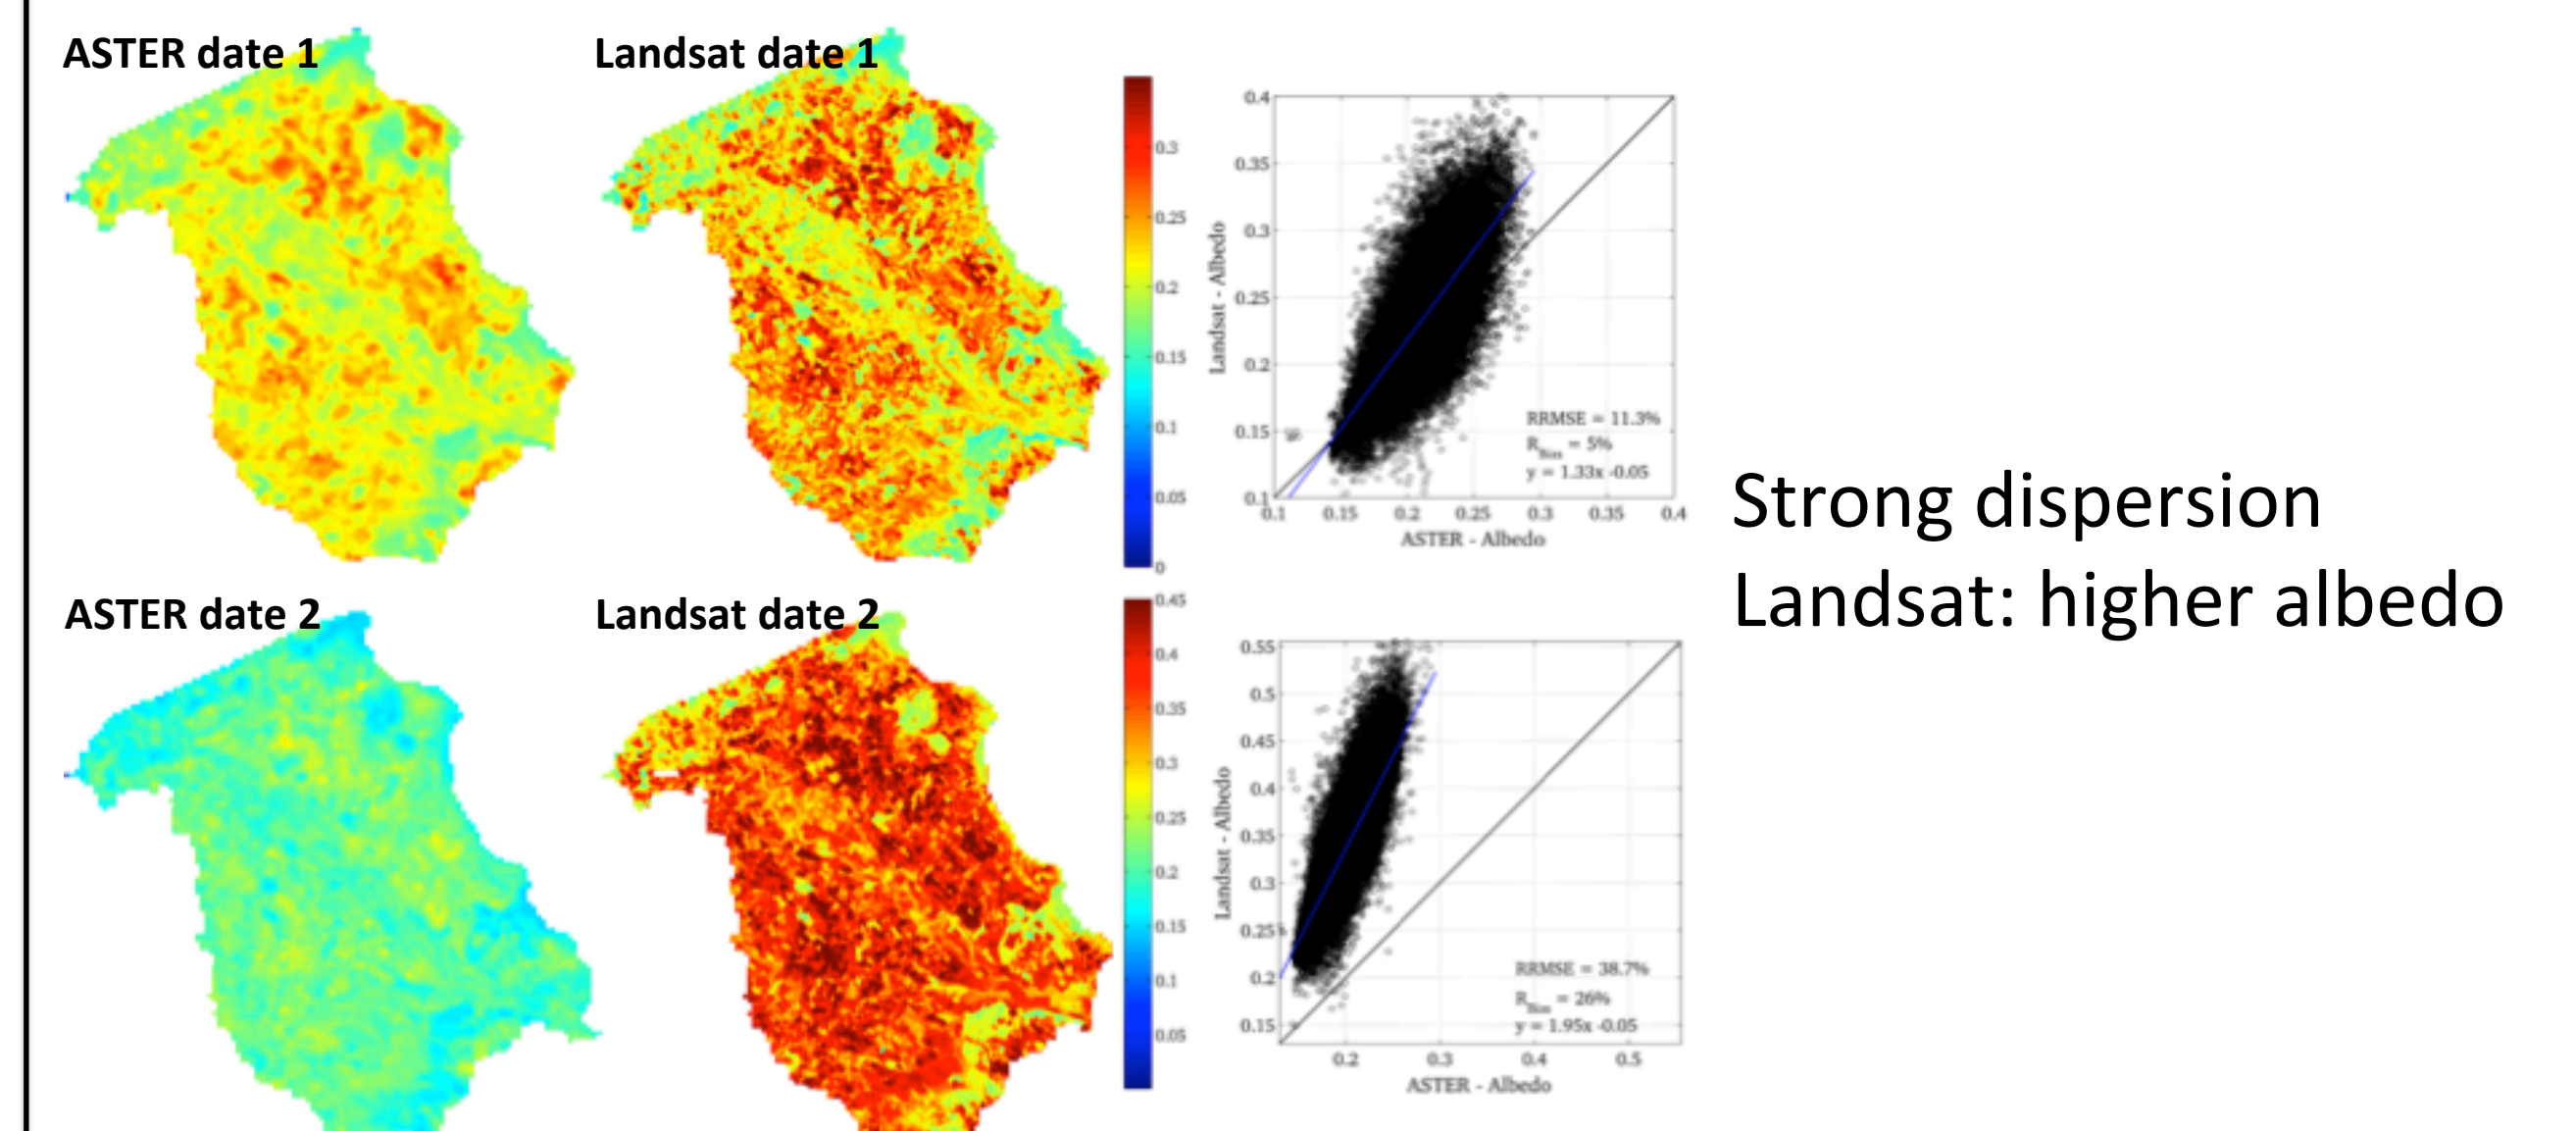 ASTER date 1
Landsat date 1
0.3
0.25
0.2
0.15
0.1
0.05
0
0.4
0.35
0.3
0.25
0.2
0.15
0.1
Landsat - Albedo
RRMSE = 11.3%
R_Bias = 5%
y = 1.33x -0.05
0.1 0.15 0.2 0.25 0.3 0.35 0.4
ASTER - Albedo
Strong dispersion
Landsat: higher albedo
ASTER date 2
Landsat date 2
0.45
0.4
0.35
0.3
0.25
0.2
0.15
0.1
0.05
0.55
0.5
0.45
0.4
0.35
0.3
0.25
0.2
0.15
Landsat - Albedo
RRMSE = 38.7%
R_Bias = 26%
y = 1.95x -0.05
0.2 0.3 0.4 0.5
ASTER - Albedo